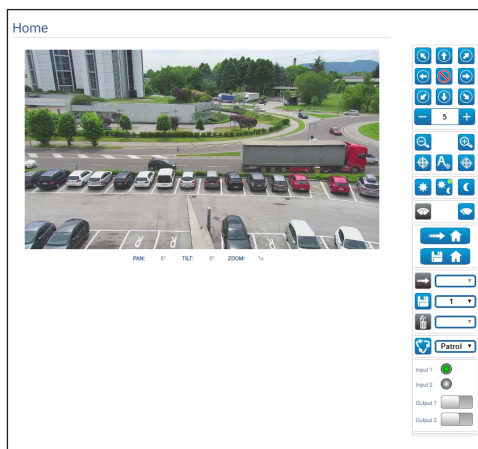 Home
5
A
PAN: 0° TILT: 0° ZOOM: 1x
1
Patrol
Input 1
Input 2
Output 1
Output 2